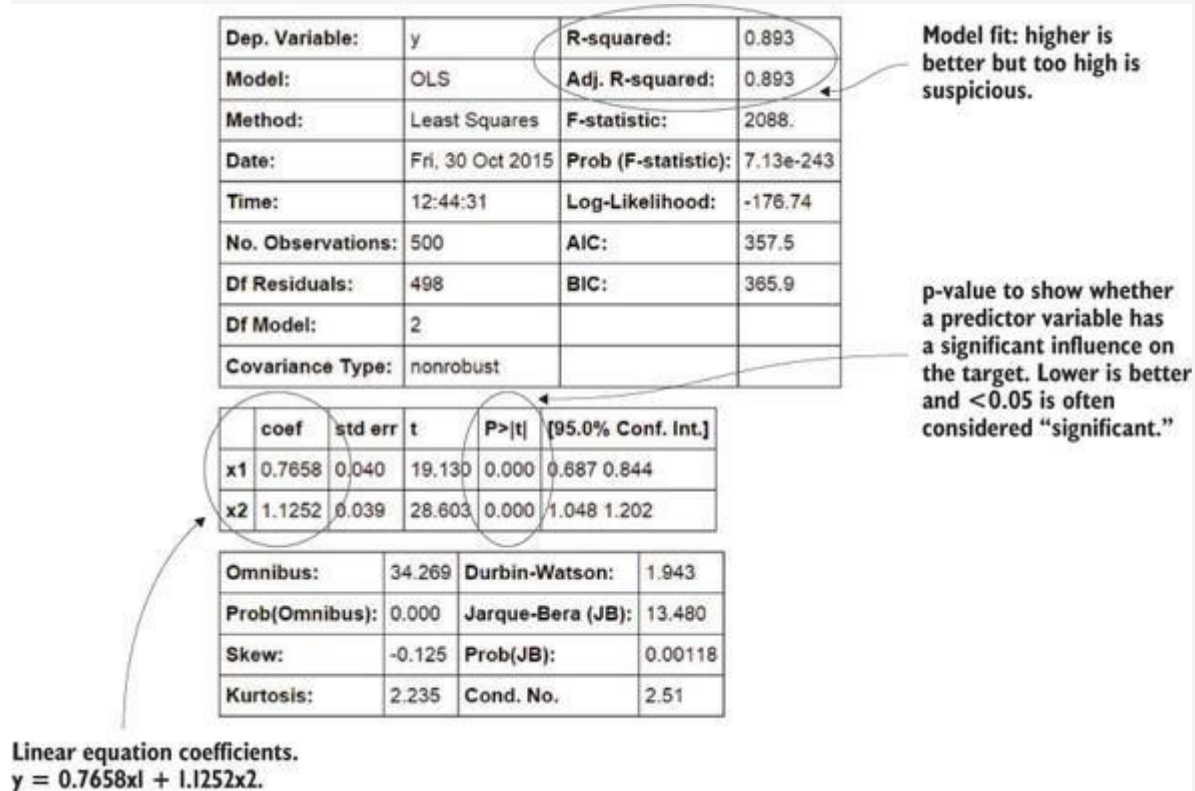 Dep. Variable: y R-squared: 0.893
Model: OLS Adj. R-squared: 0.893
Method: Least Squares F-statistic: 2088.
Date: Fri, 30 Oct 2015 Prob (F-statistic): 7.13e-243
Time: 12:44:31 Log-Likelihood: -176.74
No. Observations: 500 AIC: 357.5
Df Residuals: 498 BIC: 365.9
Df Model: 2
Covariance Type: nonrobust
Model fit: higher is
better but too high is
suspicious.
p-value to show whether
a predictor variable has
a significant influence on
the target. Lower is better
and <0.05 is often
considered “significant.”
coef std err t P>|t| [95.0% Conf. Int.]
x1 0.7658 0.040 19.130 0.000 0.687 0.844
x2 1.1252 0.039 28.603 0.000 1.048 1.202
Omnibus: 34.269 Durbin-Watson: 1.943
Prob(Omnibus): 0.000 Jarque-Bera (JB): 13.480
Skew: -0.125 Prob(JB): 0.00118
Kurtosis: 2.235 Cond. No. 2.51
Linear equation coefficients.
y = 0.7658xl + 1.1252x2.